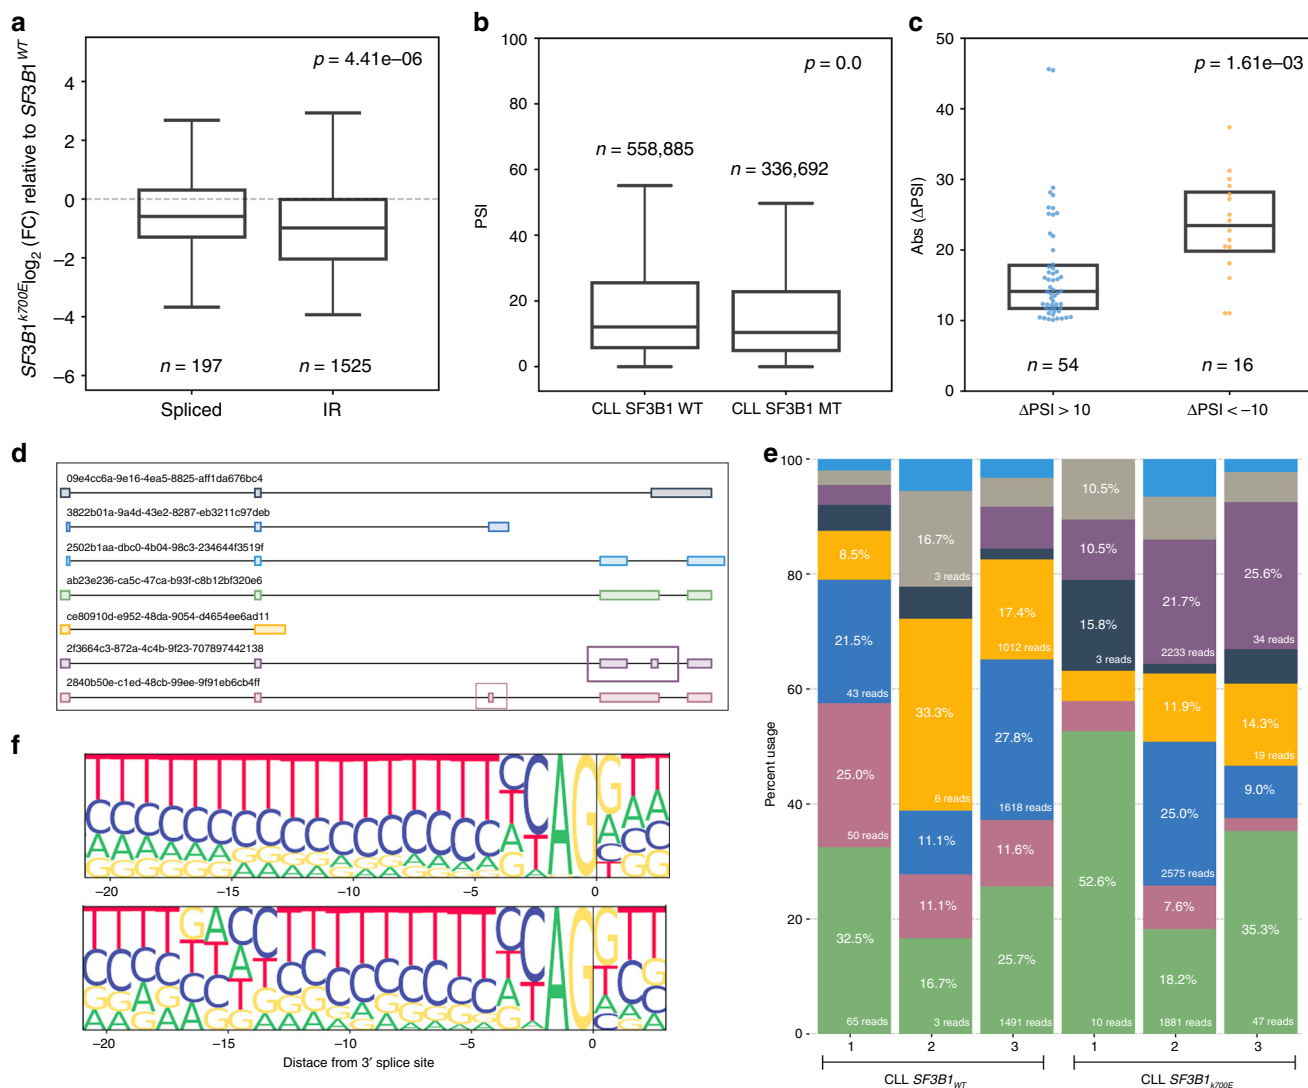 a
SF3B1k700E log2 (FC) relative to SF3B1WT
p = 4.41e–06
4
2
0
−2
−4
−6
n = 197
n = 1525
Spliced
IR
b
PSI
100
80
60
40
20
0
p = 0.0
n = 558,885
n = 336,692
CLL SF3B1 WT
CLL SF3B1 MT
c
Abs (ΔPSI)
50
40
30
20
10
0
p = 1.61e–03
n = 54
n = 16
ΔPSI > 10
ΔPSI < –10
d
09e4cc6a-9e16-4ea5-8825-aff1da676bc4
3822b01a-9a4d-43e2-8287-eb3211c97deb
2502b1aa-dbc0-4b04-98c3-234644f3519f
ab23e236-ca5c-47ca-b93f-c8b12bf320e6
ce80910d-e952-48da-9054-d4654ee6ad11
2f3664c3-872a-4c4b-9f23-707897442138
2840b50e-c1ed-48cb-99ee-9f91eb6cb4ff
e
Percent usage
100
80
60
40
20
0
8.5%
21.5%
43 reads
25.0%
50 reads
32.5%
65 reads
16.7%
3 reads
33.3%
6 reads
11.1%
11.1%
16.7%
3 reads
17.4%
1012 reads
27.8%
1618 reads
11.6%
25.7%
1491 reads
10.5%
10.5%
15.8%
3 reads
52.6%
10 reads
21.7%
2233 reads
11.9%
25.0%
2575 reads
7.6%
18.2%
1881 reads
25.6%
34 reads
14.3%
19 reads
9.0%
35.3%
47 reads
1
2
3
1
2
3
CLL SF3B1WT
CLL SF3B1k700E
f
−20
−15
−10
−5
0
−20
−15
−10
−5
0
Distace from 3′ splice site